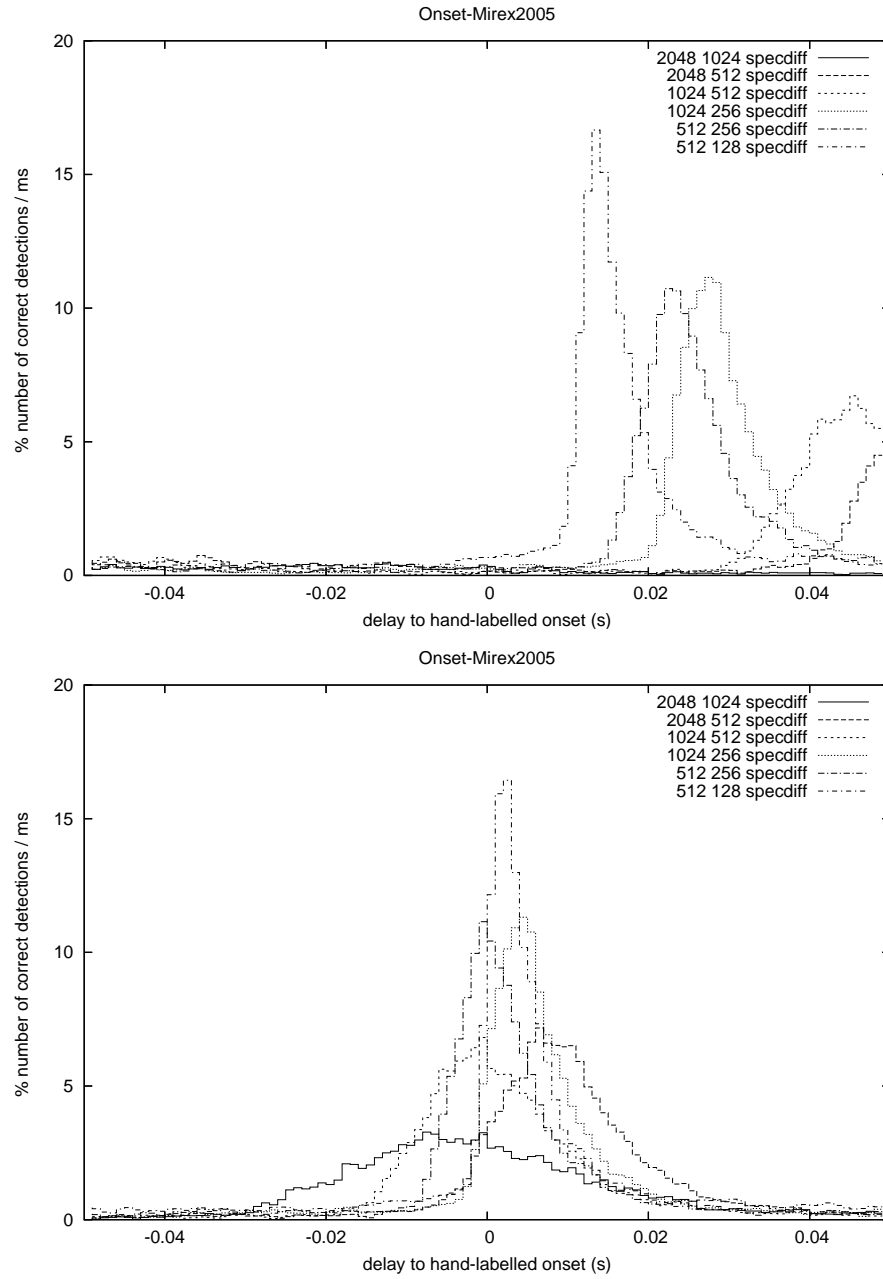 Onset-Mirex2005
20
2048 1024 specdiff
2048 512 specdiff
1024 512 specdiff
1024 256 specdiff
512 256 specdiff
512 128 specdiff
15
% number of correct detections / ms
10
5
0
-0.04 -0.02 0 0.02 0.04
delay to hand-labelled onset (s)
Onset-Mirex2005
20
2048 1024 specdiff
2048 512 specdiff
1024 512 specdiff
1024 256 specdiff
512 256 specdiff
512 128 specdiff
15
% number of correct detections / ms
10
5
0
-0.04 -0.02 0 0.02 0.04
delay to hand-labelled onset (s)